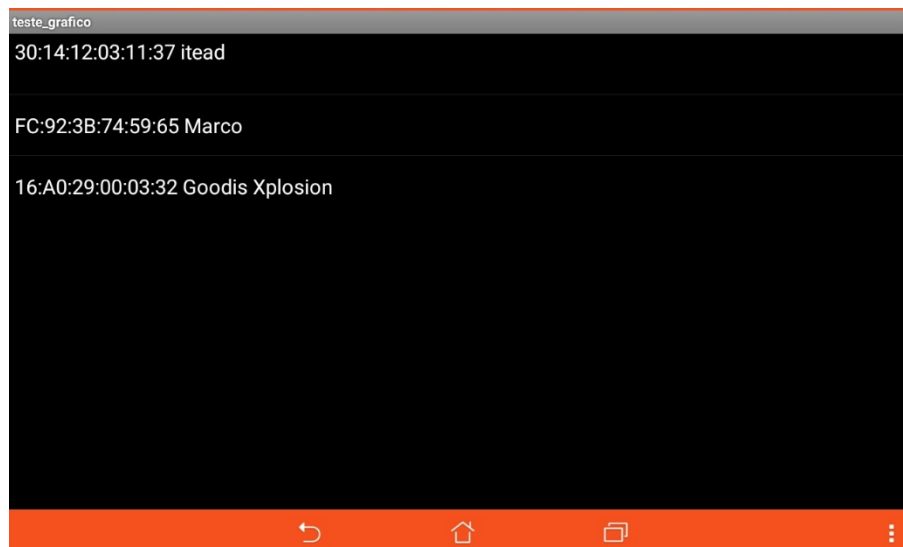 teste_grafico
30:14:12:03:11:37 itead
FC:92:3B:74:59:65 Marco
16:A0:29:00:03:32 Goodis Xplosion